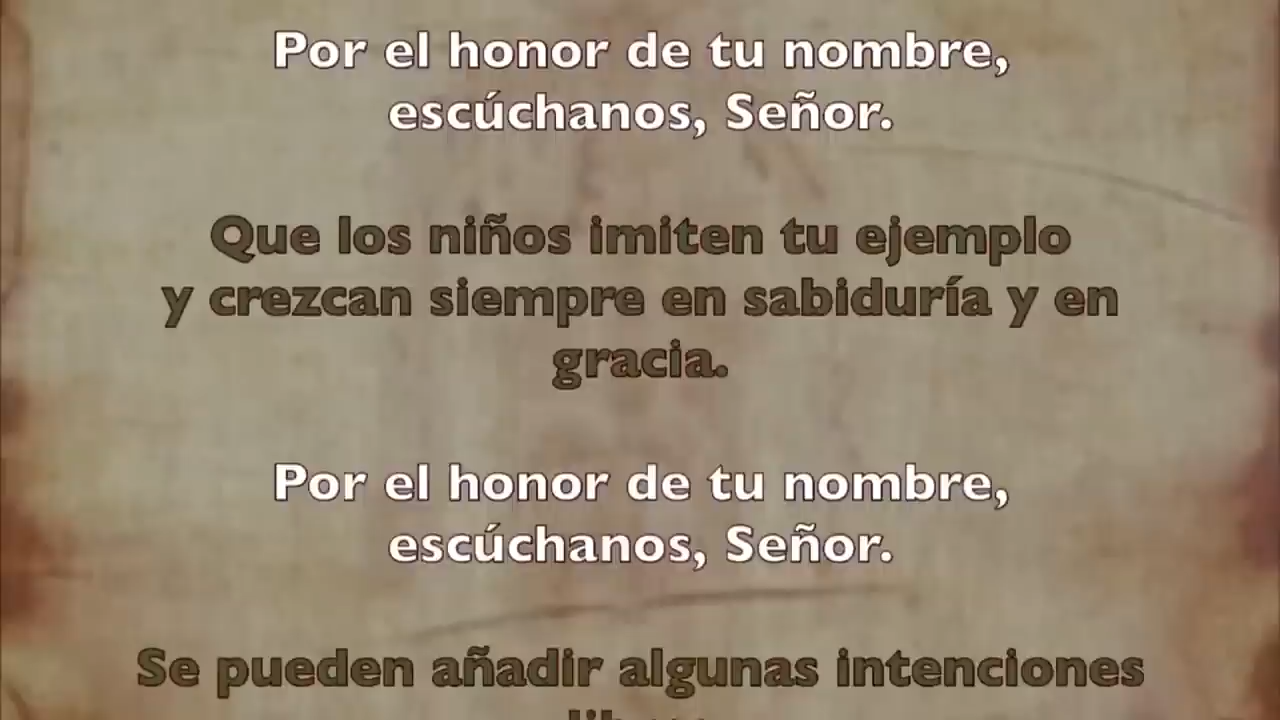 Por el honor de tu nombre,
escúchanos, Señor.
Que los niños imiten tu ejemplo
y crezcan siempre en sabiduría y en
gracia.
Por el honor de tu nombre,
escúchanos, Señor.
Se pueden añadir algunas intenciones